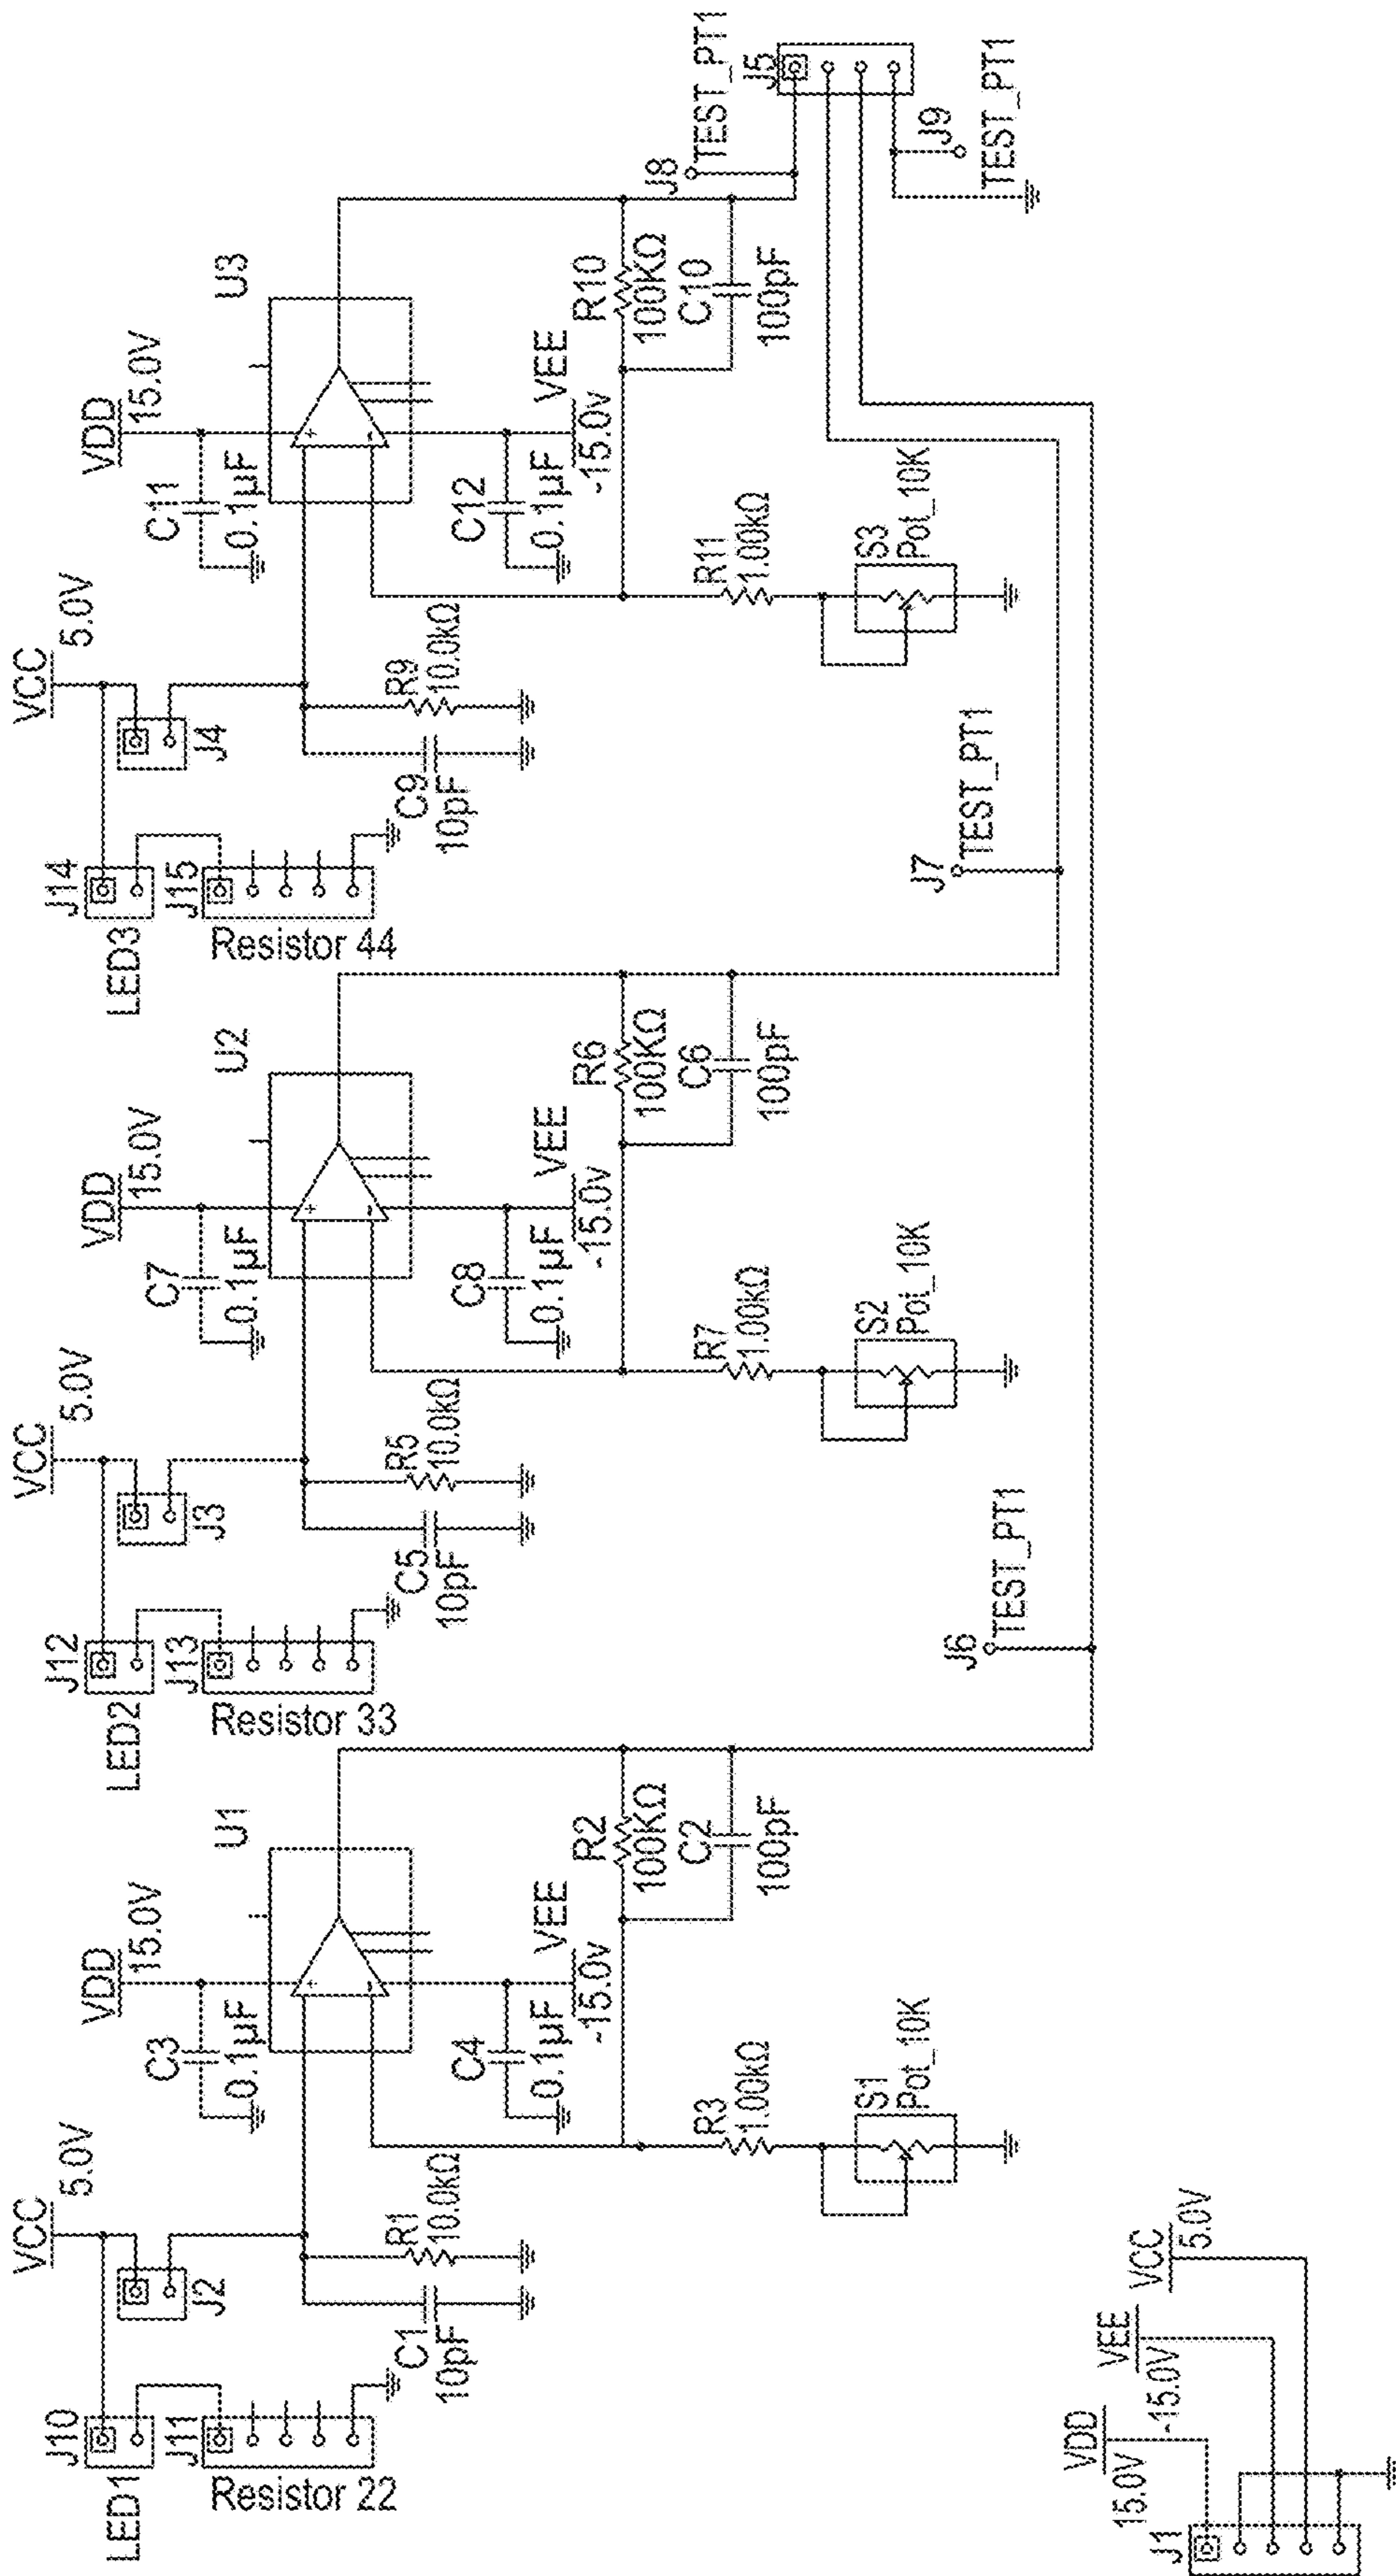 J10
LED1
J11
Resistor 22
VCC
5.0V
J2
C1
10pF
R1
10.0kΩ
VDD
15.0V
C3
0.1µF
U1
C4
0.1µF
VEE
-15.0v
R2
100KΩ
C2
100pF
R3
1.00kΩ
S1
Pot_10K
J12
LED2
J13
Resistor 33
VCC
5.0V
J3
C5
10pF
R5
10.0kΩ
VDD
15.0V
C7
0.1µF
U2
C8
0.1µF
VEE
-15.0v
R6
100KΩ
C6
100pF
R7
1.00kΩ
S2
Pot_10K
J14
LED3
J15
Resistor 44
VCC
5.0V
J4
C9
10pF
R9
10.0kΩ
VDD
15.0V
C11
0.1µF
U3
C12
0.1µF
VEE
-15.0v
R10
100KΩ
C10
100pF
R11
1.00kΩ
S3
Pot_10K
J6
TEST_PT1
J7
TEST_PT1
J8
TEST_PT1
J5
J9
TEST_PT1
J1
VDD
15.0V
VEE
-15.0V
VCC
5.0V